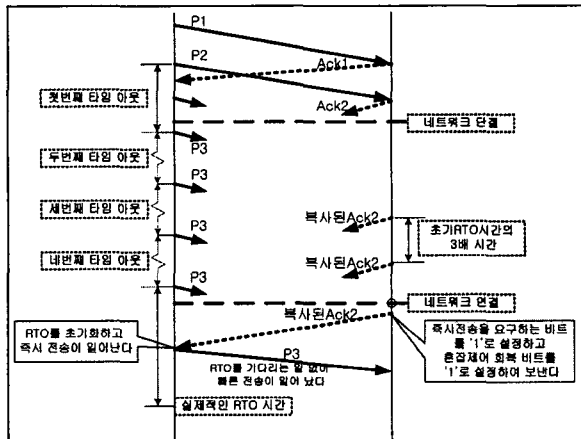 P1
P2
Ack1
첫번째 타임 아웃
Ack2
네트워크 단결
P3
두번째 타임 아웃
P3
세번째 타임 아웃
복사된Ack2
P3
초기RTO시간의
3배 시간
네번째 타임 아웃
복사된Ack2
P3
네트워크 연결
복사된Ack2
RTO를 초기화하고
즉시 전송이 일어난다
즉시전송을 요구하는 비트
를 '1'로 설정하고
혼잡제어 회복 비트를
'1'로 설정하여 보낸다
P3
RTO를 기다리는 일 없이
빠른 전송이 일어 났다
실제적인 RTO 시간